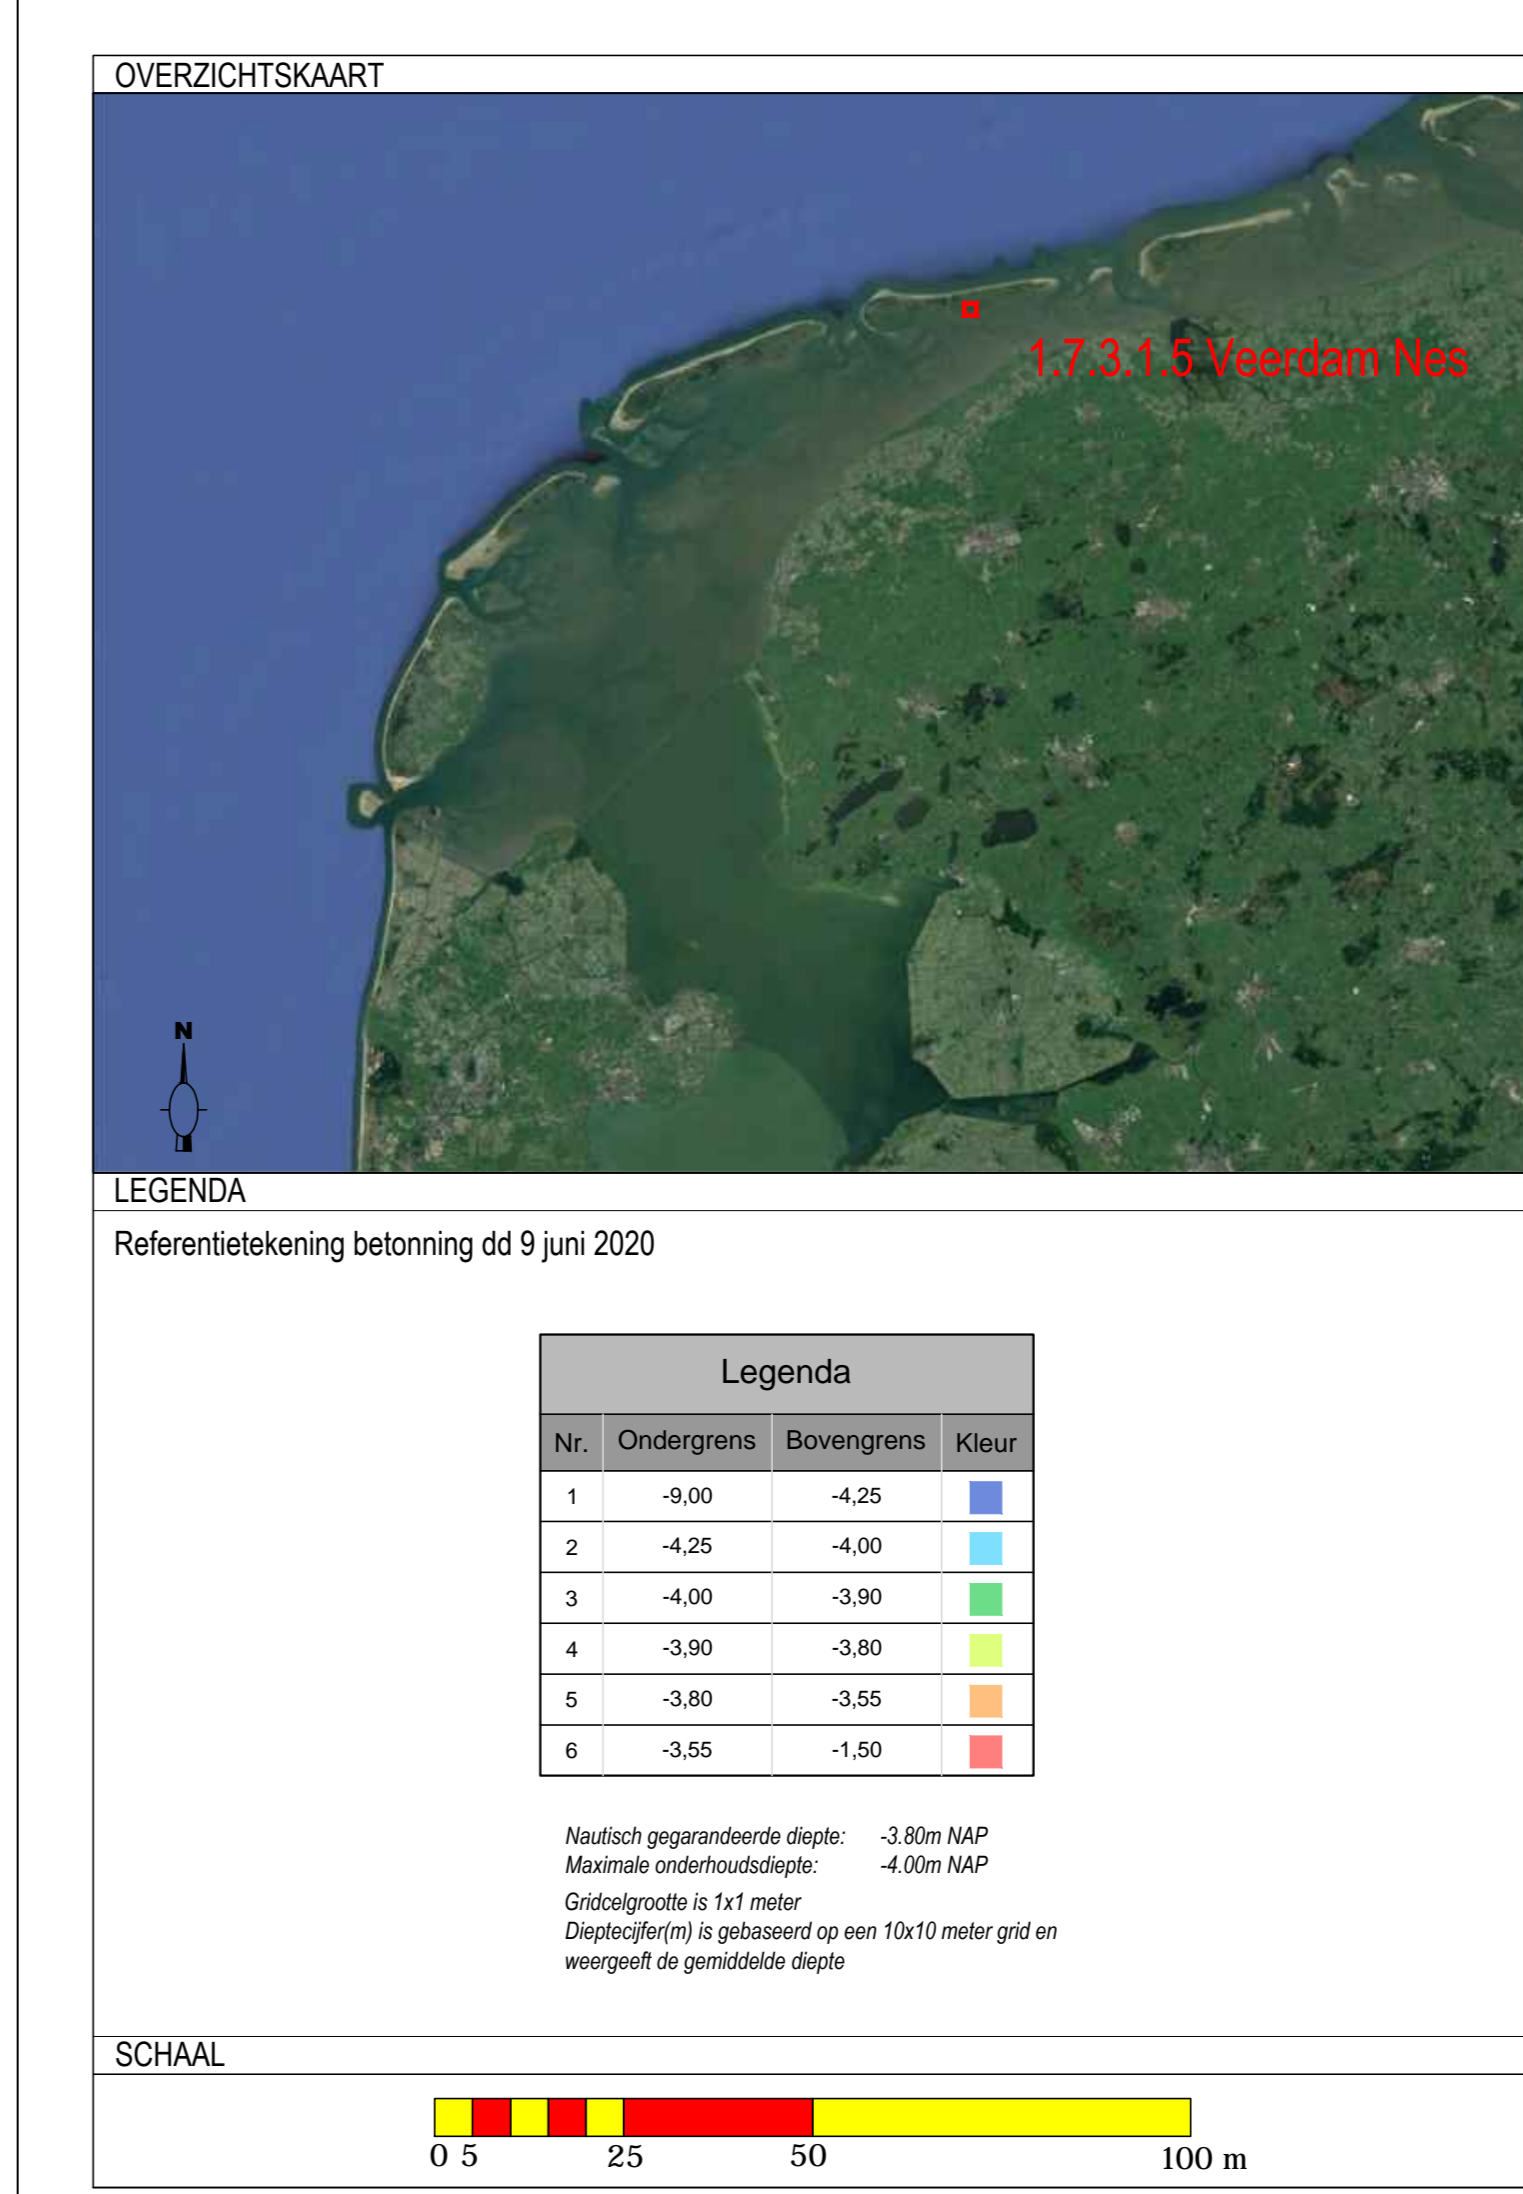 OVERZICHTSKAART
1.7.3.1.5 Veerdam Nes
N
LEGENDA
Referentietekening betonning dd 9 juni 2020
Legenda
Nr. Ondergrens Bovengrens Kleur
1 -9,00 -4,25
2 -4,25 -4,00
3 -4,00 -3,90
4 -3,90 -3,80
5 -3,80 -3,55
6 -3,55 -1,50
Nautisch gegarandeerde diepte: -3.80m NAP
Maximale onderhoudsdiepte: -4.00m NAP
Gridcelgrootte is 1x1 meter
Dieptecijfer(m) is gebaseerd op een 10x10 meter grid en
weergeeft de gemiddelde diepte
SCHAAL
0 5 25 50 100 m